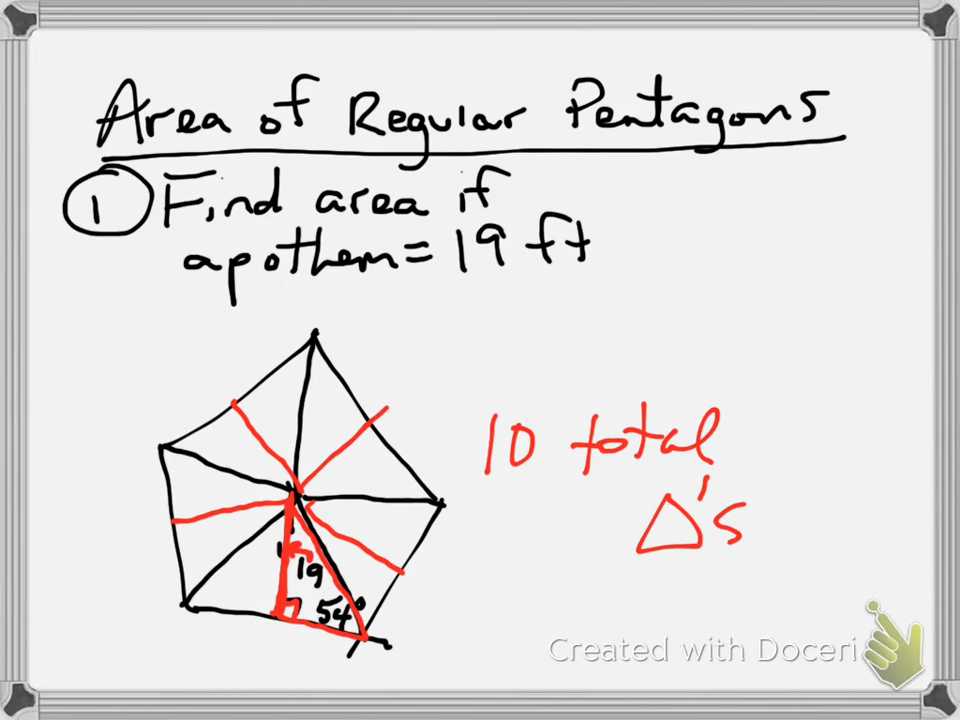 Area of Regular Pentagons
1 Find area if
apothem = 19 ft
10 total
Δ's
19
54°
Created with Doceri